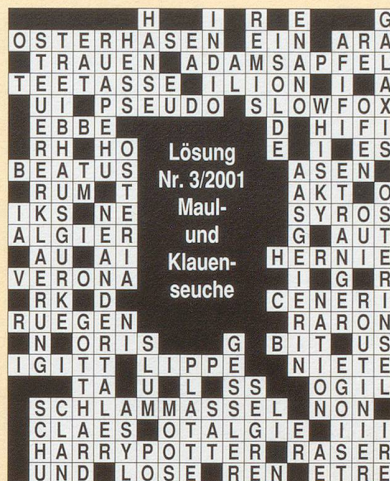 H I R E G
OSTERHASEN EIN ARA
TRAUEN ADAMSAPFEL
TEETASSE ILION I A
UI PSEUDO SLOWFOX
EBBE D HIFI
RH HO E I ES
BEATUS ASEN
RUM T AKT O
IKS NE SYROS
ALGIER G AUT
AU AI HERNIE
VERONA I G R
RK D CENERI
RUEGEN RARON
N ORIS G BIT US
IGITT LIPPE NIETE
TA U L SS OGIL
SCHLAMMASSEL NON
CLAES OTALGIE III
HARRYPOTTER RASER
UND LOSE REN ETRE
Lösung
Nr. 3/2001
Maul-
und
Klauen-
seuche